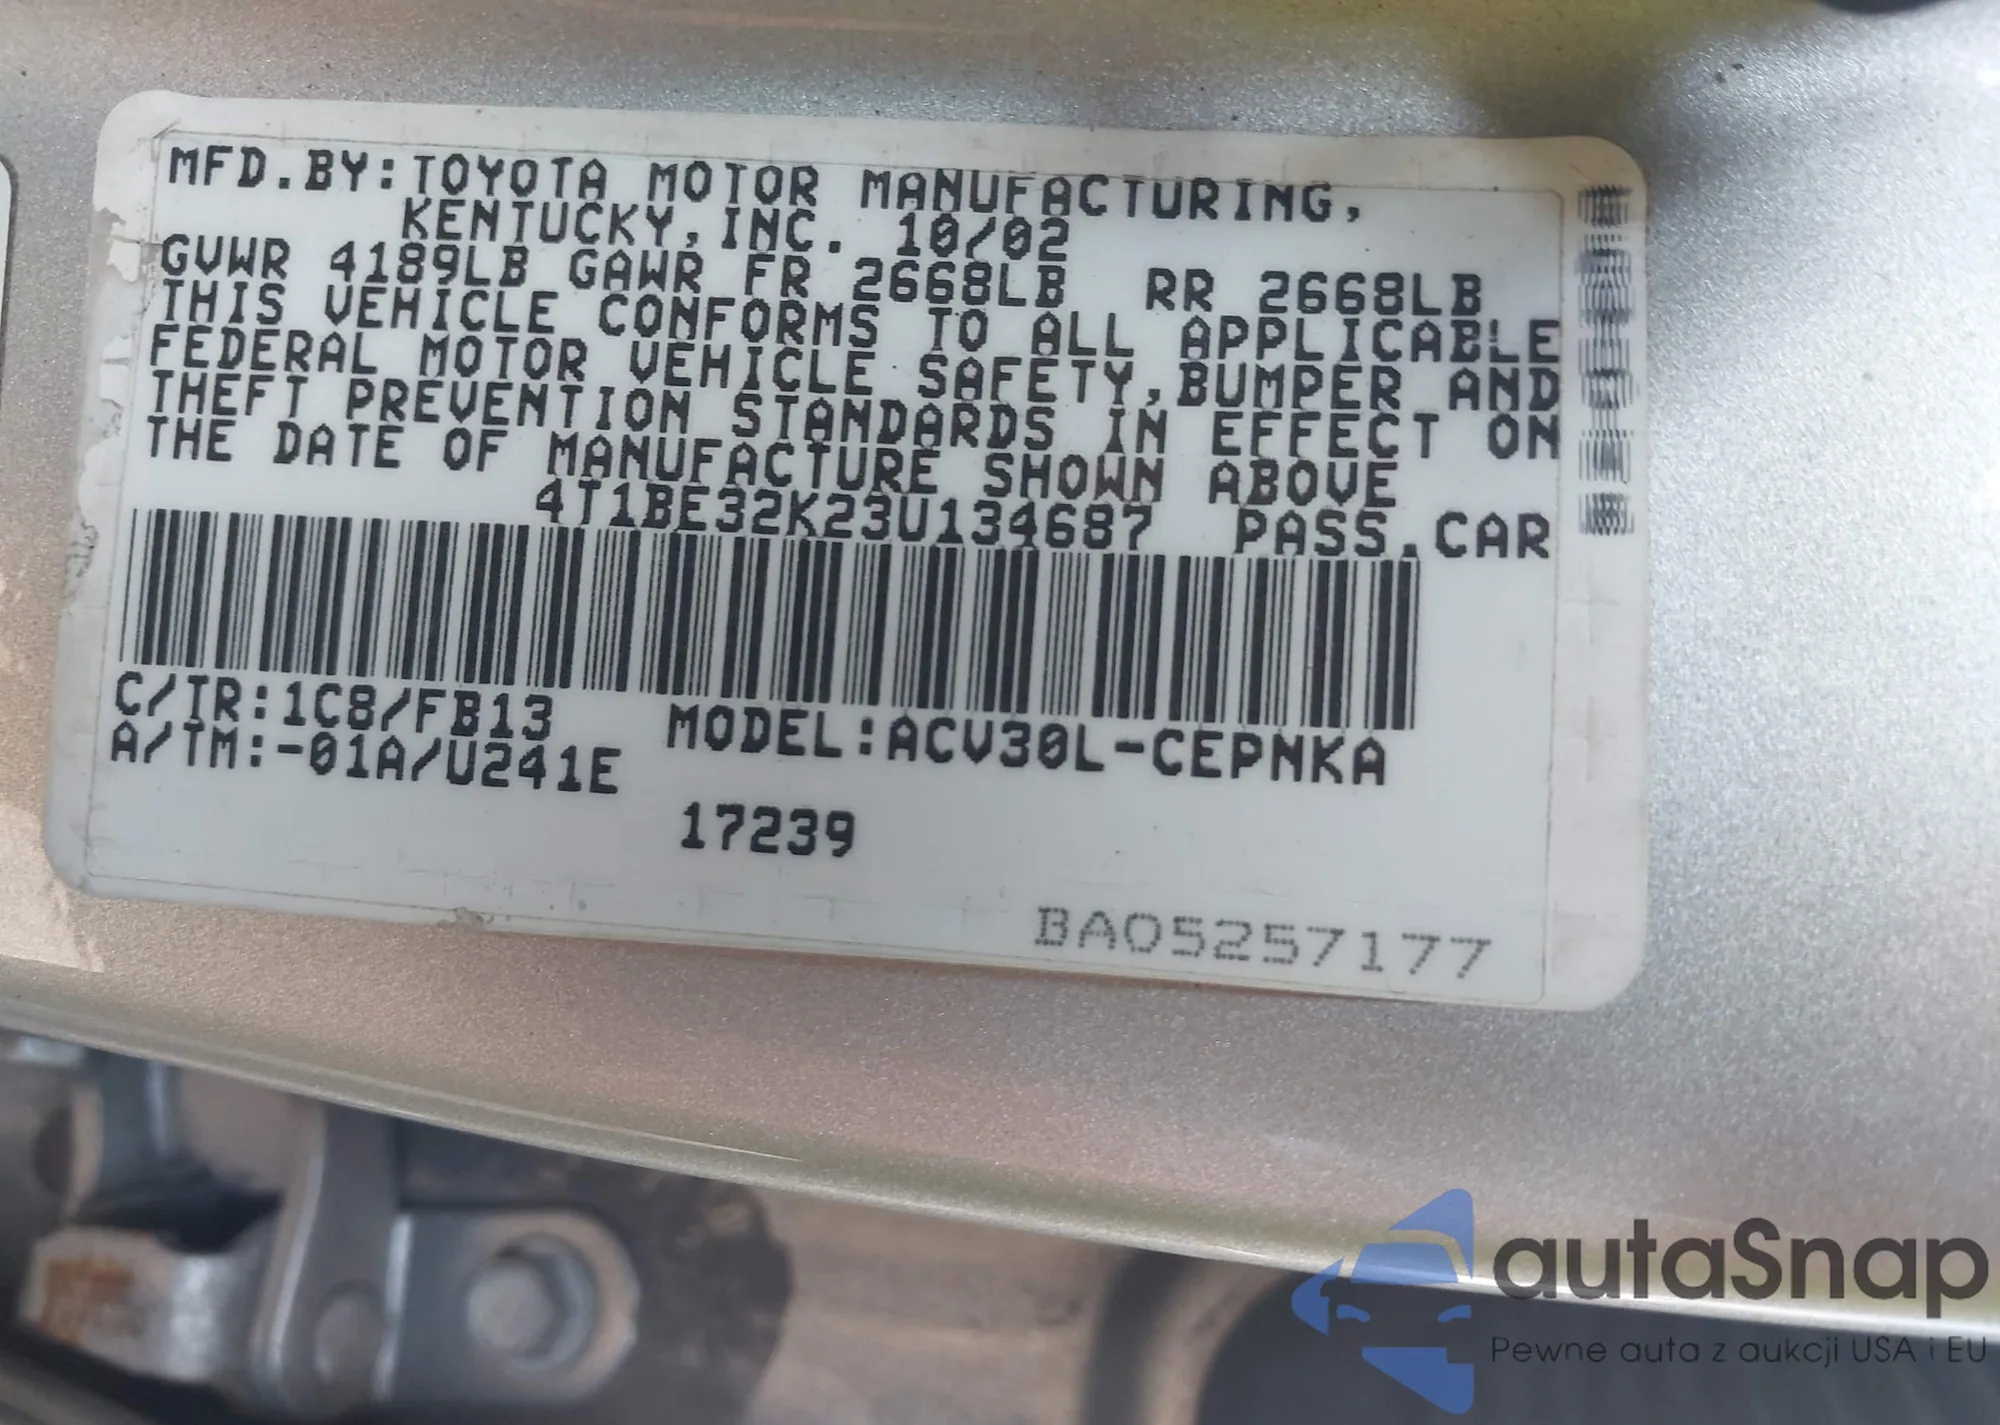 MFD.BY:TOYOTA MOTOR MANUFACTURING,
KENTUCKY,INC. 10/02
GVWR 4189LB GAWR FR 2668LB RR 2668LB
THIS VEHICLE CONFORMS TO ALL APPLICABLE
FEDERAL MOTOR VEHICLE SAFETY,BUMPER AND
THEFT PREVENTION STANDARDS IN EFFECT ON
THE DATE OF MANUFACTURE SHOWN ABOVE
4T1BE32K23U134687 PASS.CAR
C/TR:1C8/FB13 MODEL:ACV30L-CEPNKA
A/TM:-01A/U241E
17239
BA05257177
autaSnap
Pewne auta z aukcji USA i EU